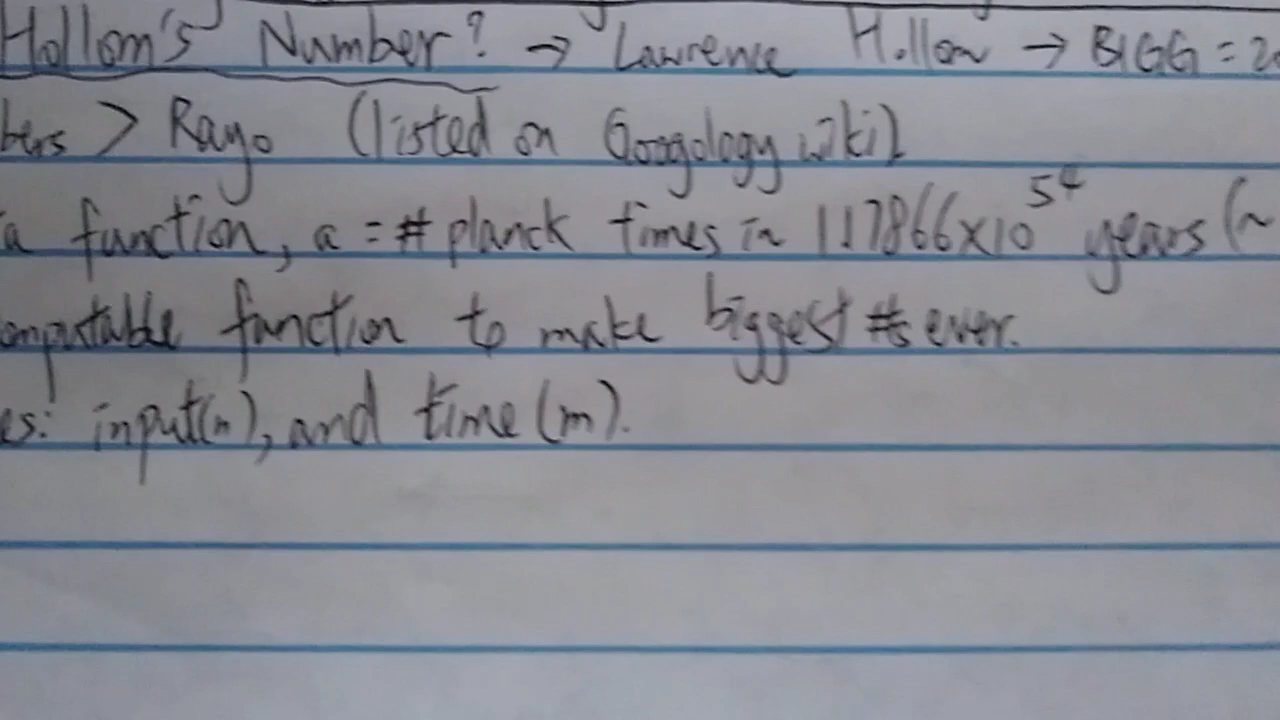 Hollom's Number? → Lawrence Hollom → BIGG = 2
bers > Rayo (listed on Googology wiki)
a function, a = # planck times in 117866x10^54 years (~
omputable function to make biggest #s ever.
es: input(n), and time (m).